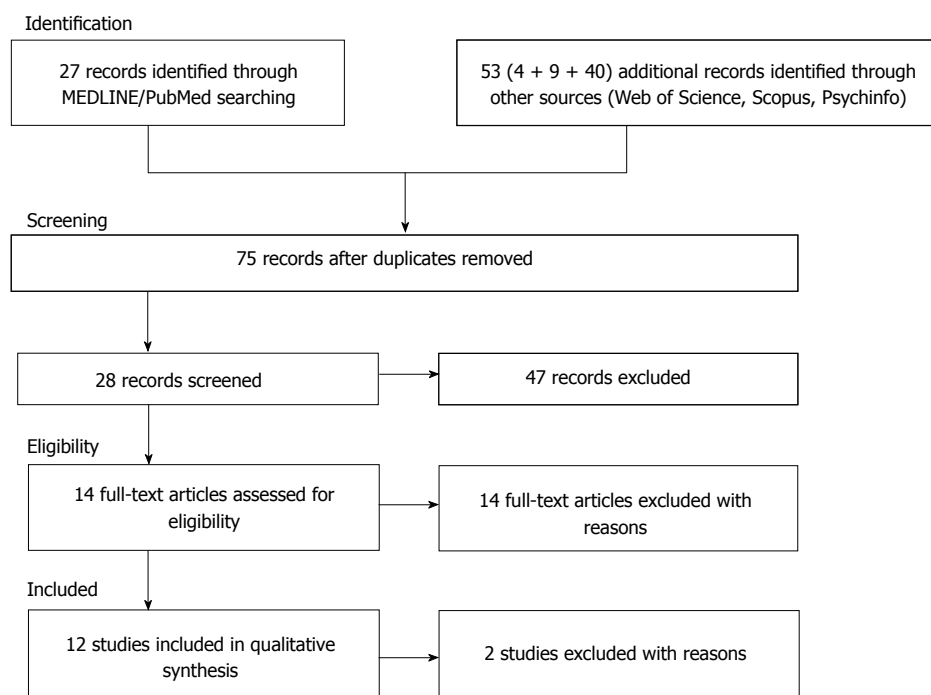 Identification
27 records identified through
MEDLINE/PubMed searching
53 (4 + 9 + 40) additional records identified through
other sources (Web of Science, Scopus, Psychinfo)
Screening
75 records after duplicates removed
28 records screened
47 records excluded
Eligibility
14 full-text articles assessed for
eligibility
14 full-text articles excluded with
reasons
Included
12 studies included in qualitative
synthesis
2 studies excluded with reasons